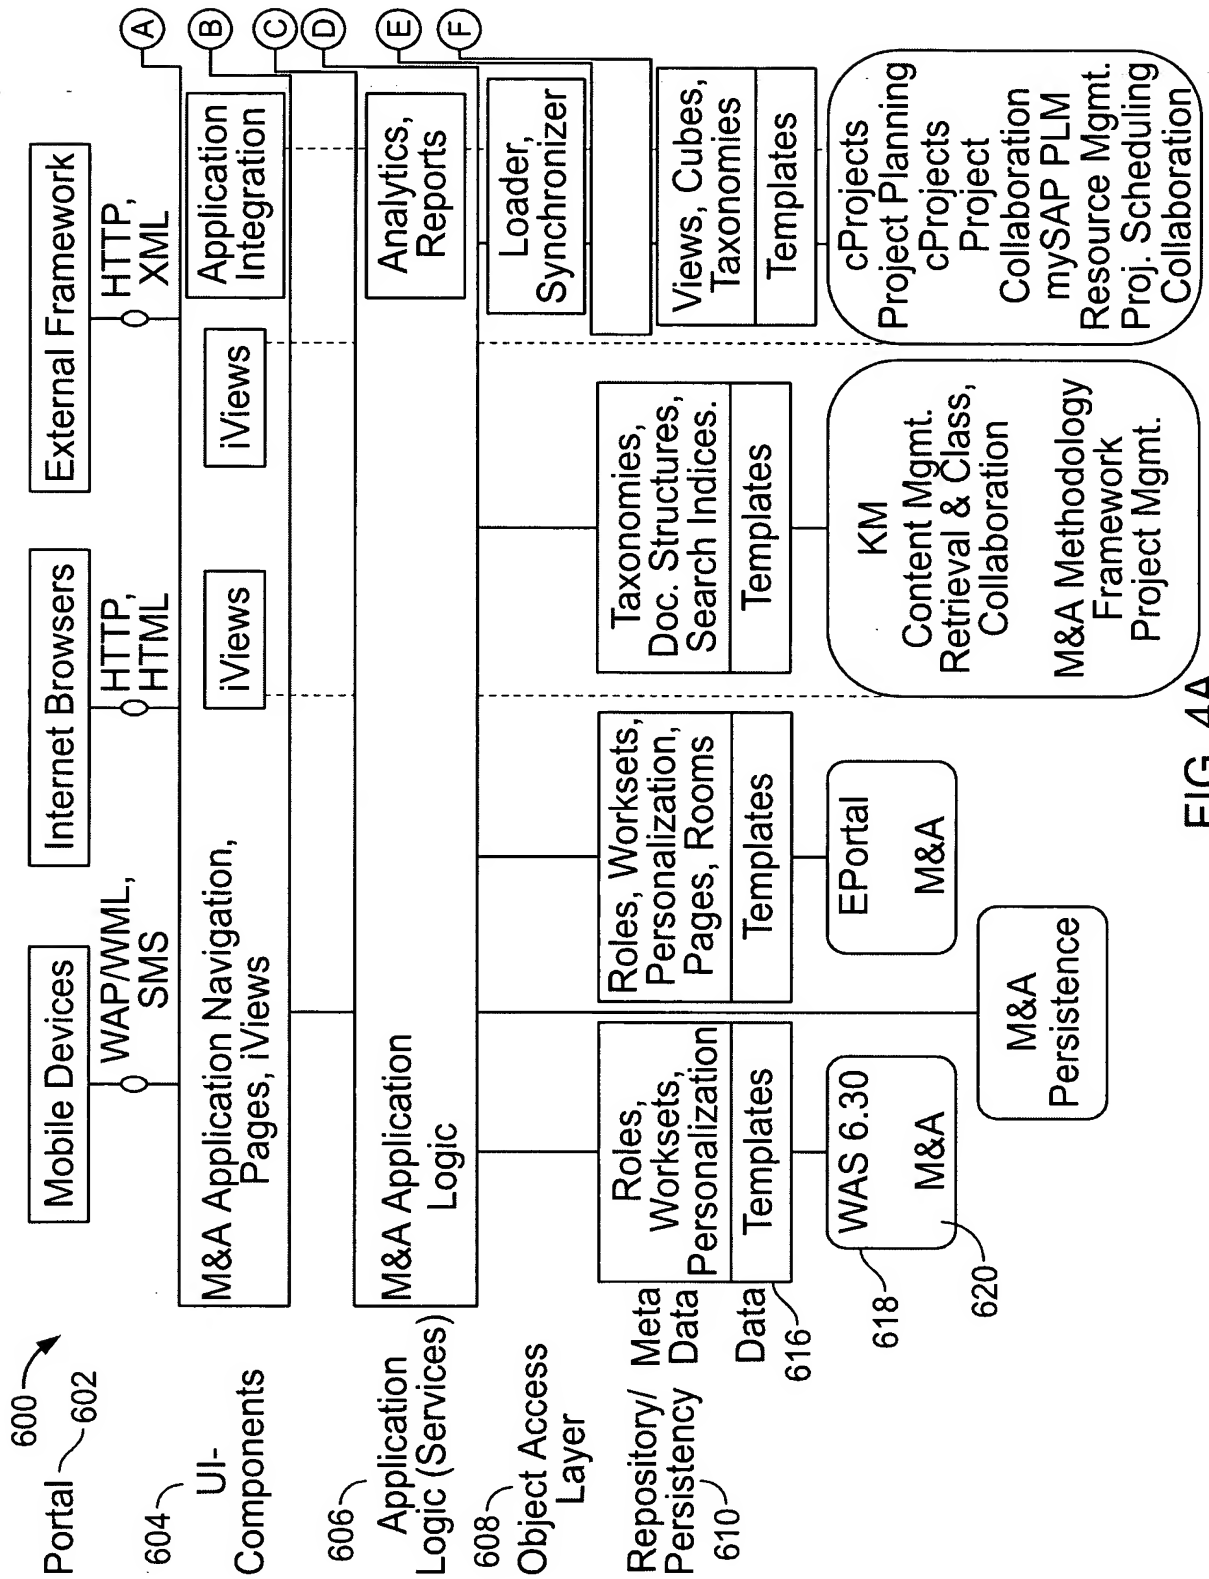 600
Portal
602
Mobile Devices
Internet Browsers
External Framework
WAP/WML,
SMS
HTTP,
HTML
HTTP,
XML
A
604
UI-
Components
M&A Application Navigation,
Pages, iViews
iViews
iViews
Application
Integration
B
C
D
606
Application
Logic (Services)
M&A Application
Logic
Analytics,
Reports
E
F
608
Object Access
Layer
Loader,
Synchronizer
Repository/
Persistency
610
Meta
Data
Data
616
Roles,
Worksets,
Personalization
Templates
Roles, Worksets,
Personalization,
Pages, Rooms
Templates
Taxonomies,
Doc. Structures,
Search Indices.
Templates
Views, Cubes,
Taxonomies
Templates
618
WAS 6.30
M&A
620
M&A
Persistence
EPortal
M&A
KM
Content Mgmt.
Retrieval & Class,
Collaboration
M&A Methodology
Framework
Project Mgmt.
cProjects
Project Planning
cProjects
Project
Collaboration
mySAP PLM
Resource Mgmt.
Proj. Scheduling
Collaboration
FIG. 4A